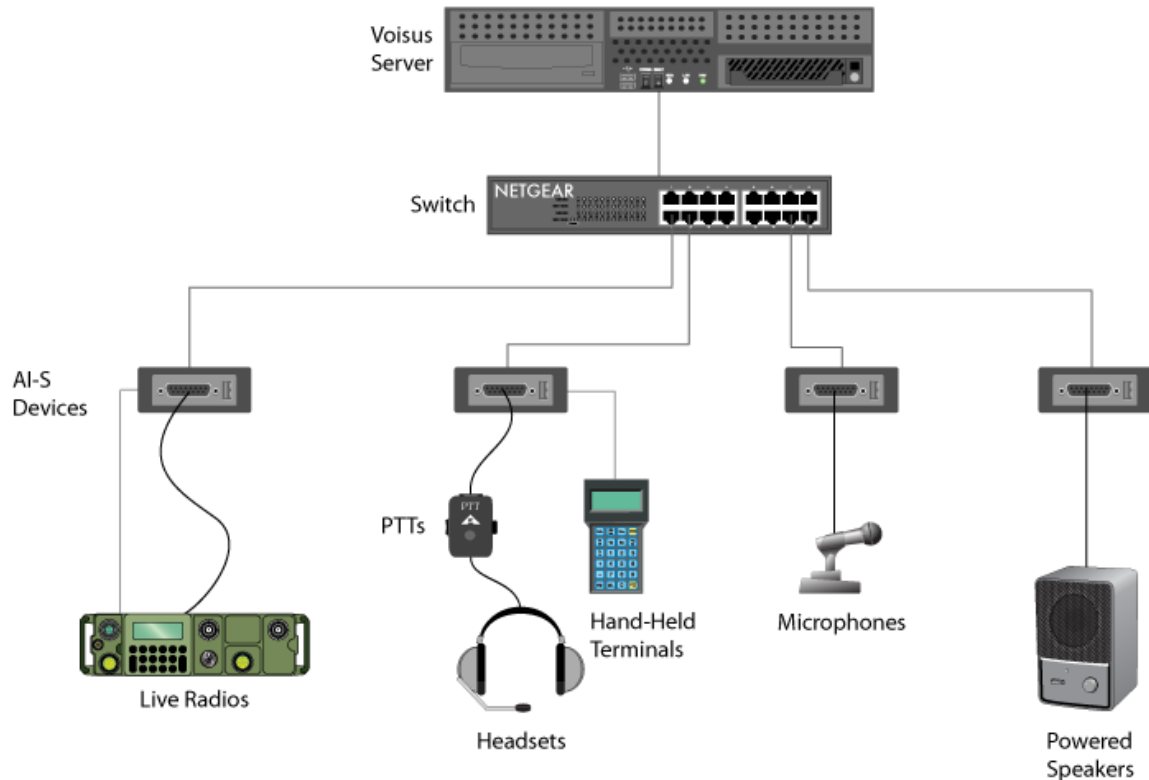 Voisus
Server
NETGEAR
Switch
AI-S
Devices
PTT
PTTs
Hand-Held
Terminals
Microphones
Live Radios
Headsets
Powered
Speakers